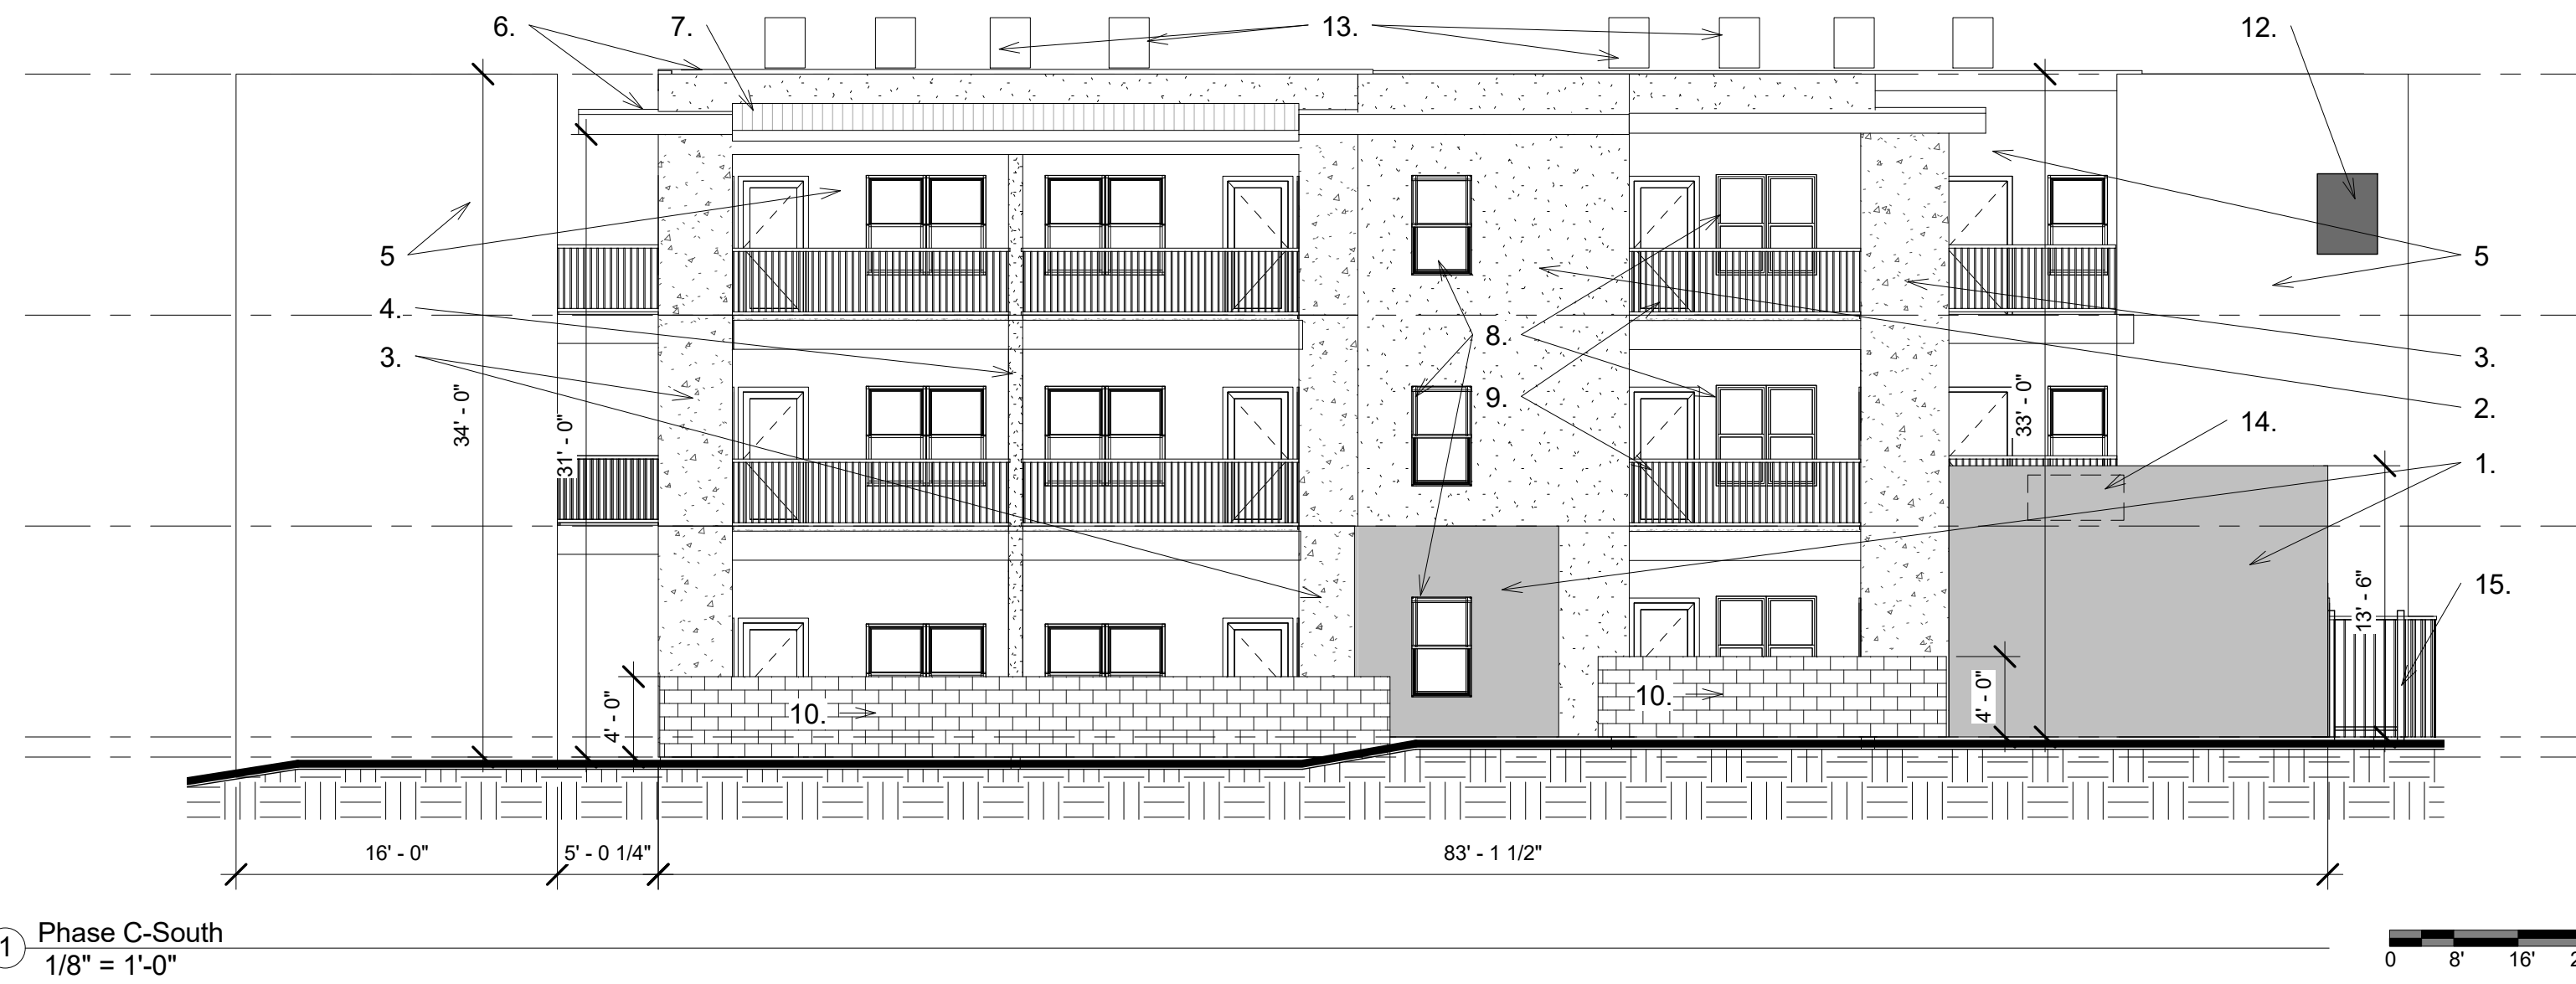 6.
7.
13.
12.
5
5
4.
8.
3.
3.
9.
2.
34' - 0"
31' - 0"
33' - 0"
14.
1.
15.
13' - 6"
4' - 0"
10.
10.
4' - 0"
16' - 0"
5' - 0 1/4"
83' - 1 1/2"
1
Phase C-South
1/8" = 1'-0"
0 8' 16'